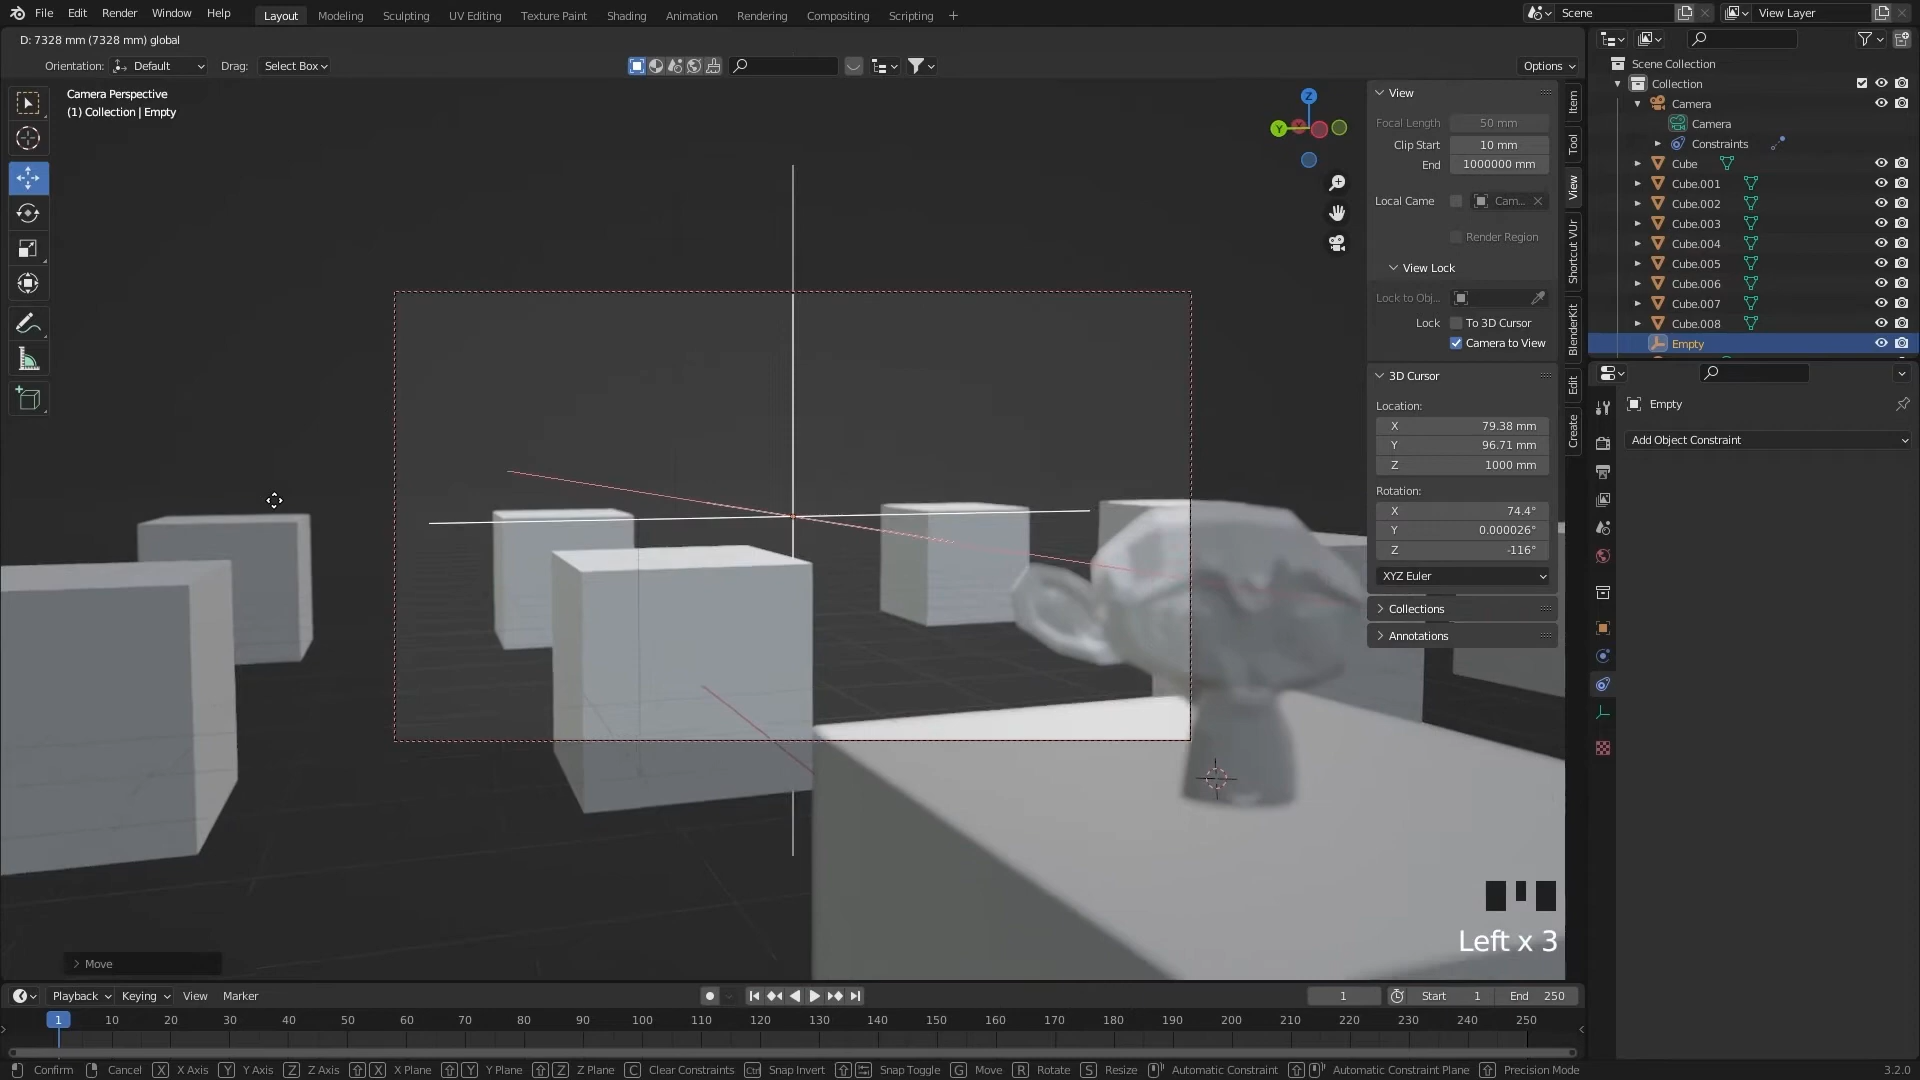 File Edit Render Window Help Layout Modeling Sculpting UV Editing Texture Paint Shading Animation Rendering Compositing Scripting + Scene View Layer
D: 7328 mm (7328 mm) global
Orientation: Default Drag: Select Box Options
Camera Perspective
(1) Collection | Empty
Z
Y
X
View
Focal Length 50 mm
Clip Start 10 mm
End 1000000 mm
Local Came Cam...
Render Region
View Lock
Lock to Obj...
Lock To 3D Cursor
Camera to View
3D Cursor
Location:
X 79.38 mm
Y 96.71 mm
Z 1000 mm
Rotation:
X 74.4°
Y 0.000026°
Z -116°
XYZ Euler
Collections
Annotations
Item
Tool
View
Shortcut VUr
BlenderKit
Edit
Create
Scene Collection
Collection
Camera
Camera
Constraints
Cube
Cube.001
Cube.002
Cube.003
Cube.004
Cube.005
Cube.006
Cube.007
Cube.008
Empty
Empty
Add Object Constraint
Left x 3
Move
Playback Keying View Marker 1 Start 1 End 250
1 10 20 30 40 50 60 70 80 90 100 110 120 130 140 150 160 170 180 190 200 210 220 230 240 250
Confirm Cancel X X Axis Y Y Axis Z Z Axis X X Plane Y Y Plane Z Z Plane C Clear Constraints Ctrl Snap Invert Snap Toggle G Move R Rotate S Resize Automatic Constraint Automatic Constraint Plane Precision Mode 3.2.0